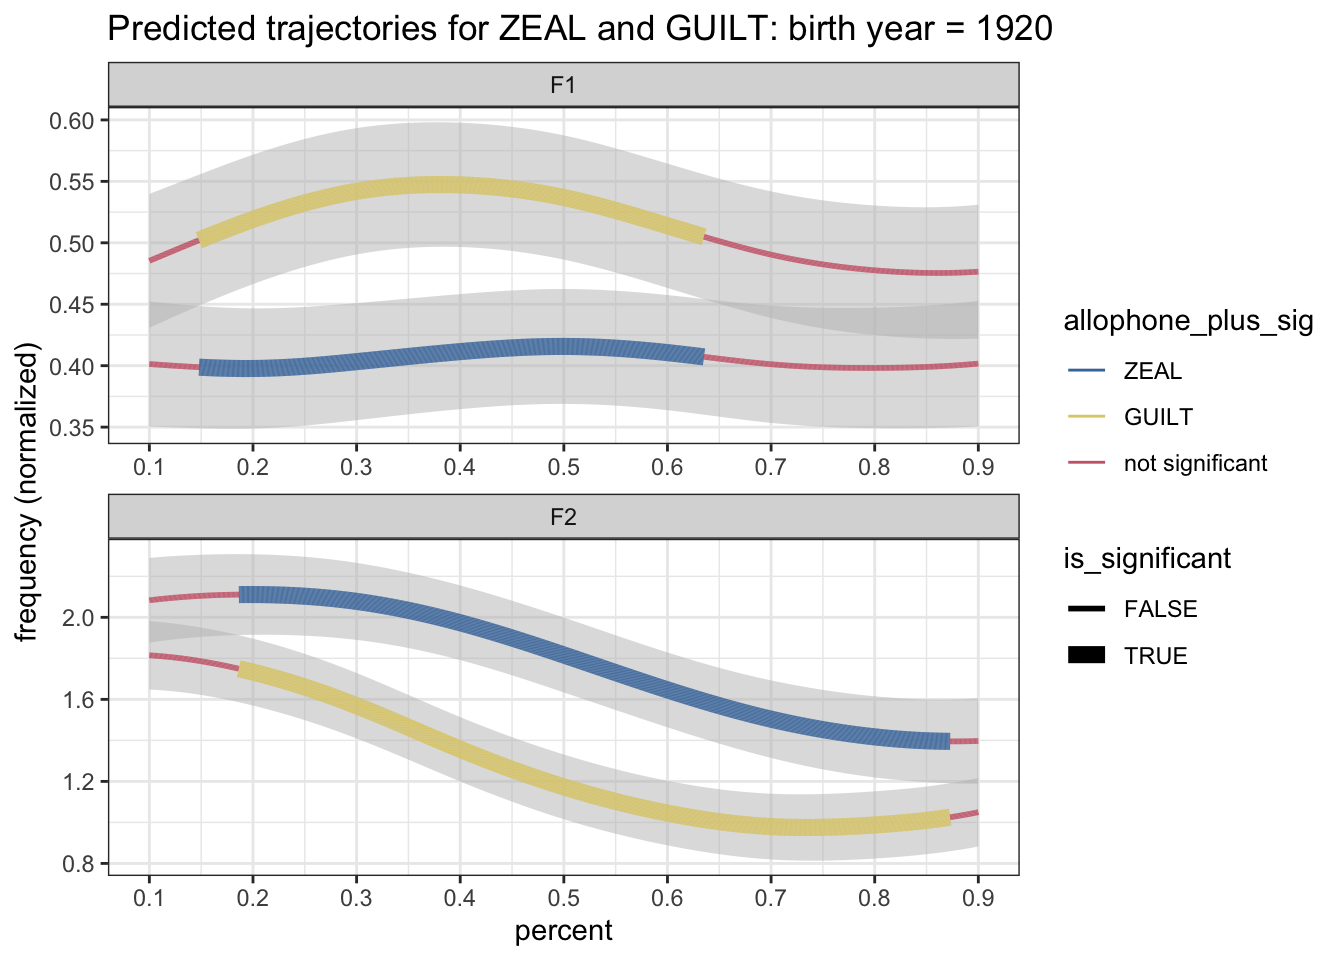 Predicted trajectories for ZEAL and GUILT: birth year = 1920
F1
0.60
0.55
0.50
0.45
0.40
0.35
0.1 0.2 0.3 0.4 0.5 0.6 0.7 0.8 0.9
F2
2.0
1.6
1.2
0.8
0.1 0.2 0.3 0.4 0.5 0.6 0.7 0.8 0.9
percent
frequency (normalized)
allophone_plus_sig
ZEAL
GUILT
not significant
is_significant
FALSE
TRUE